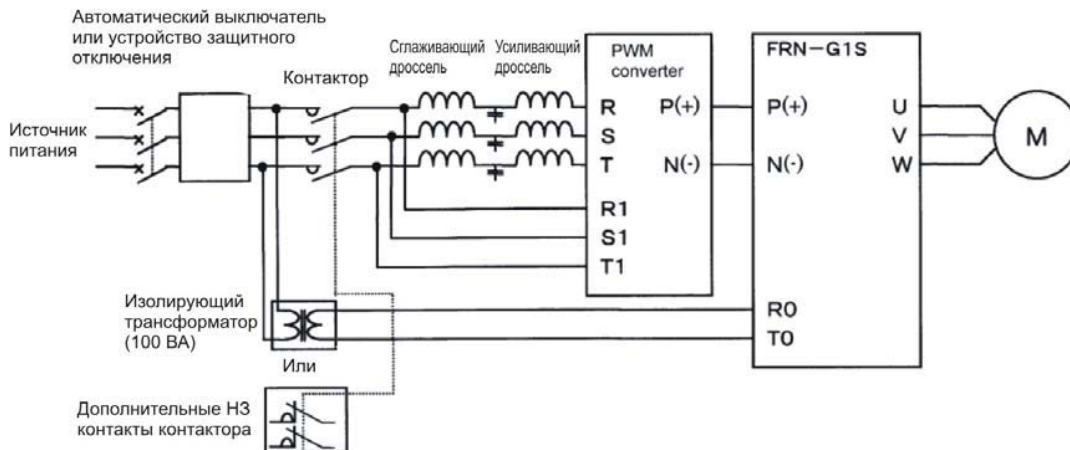 Автоматический выключатель
или устройство защитного
отключения
Контактор
Сглаживающий
дроссель
Усиливающий
дроссель
PWM
converter
FRN-G1S
Источник
питания
R
S
T
P(+)
N(-)
R1
S1
T1
P(+)
N(-)
U
V
W
M
R0
T0
Изолирующий
трансформатор
(100 ВА)
Или
Дополнительные НЗ
контакты контактора